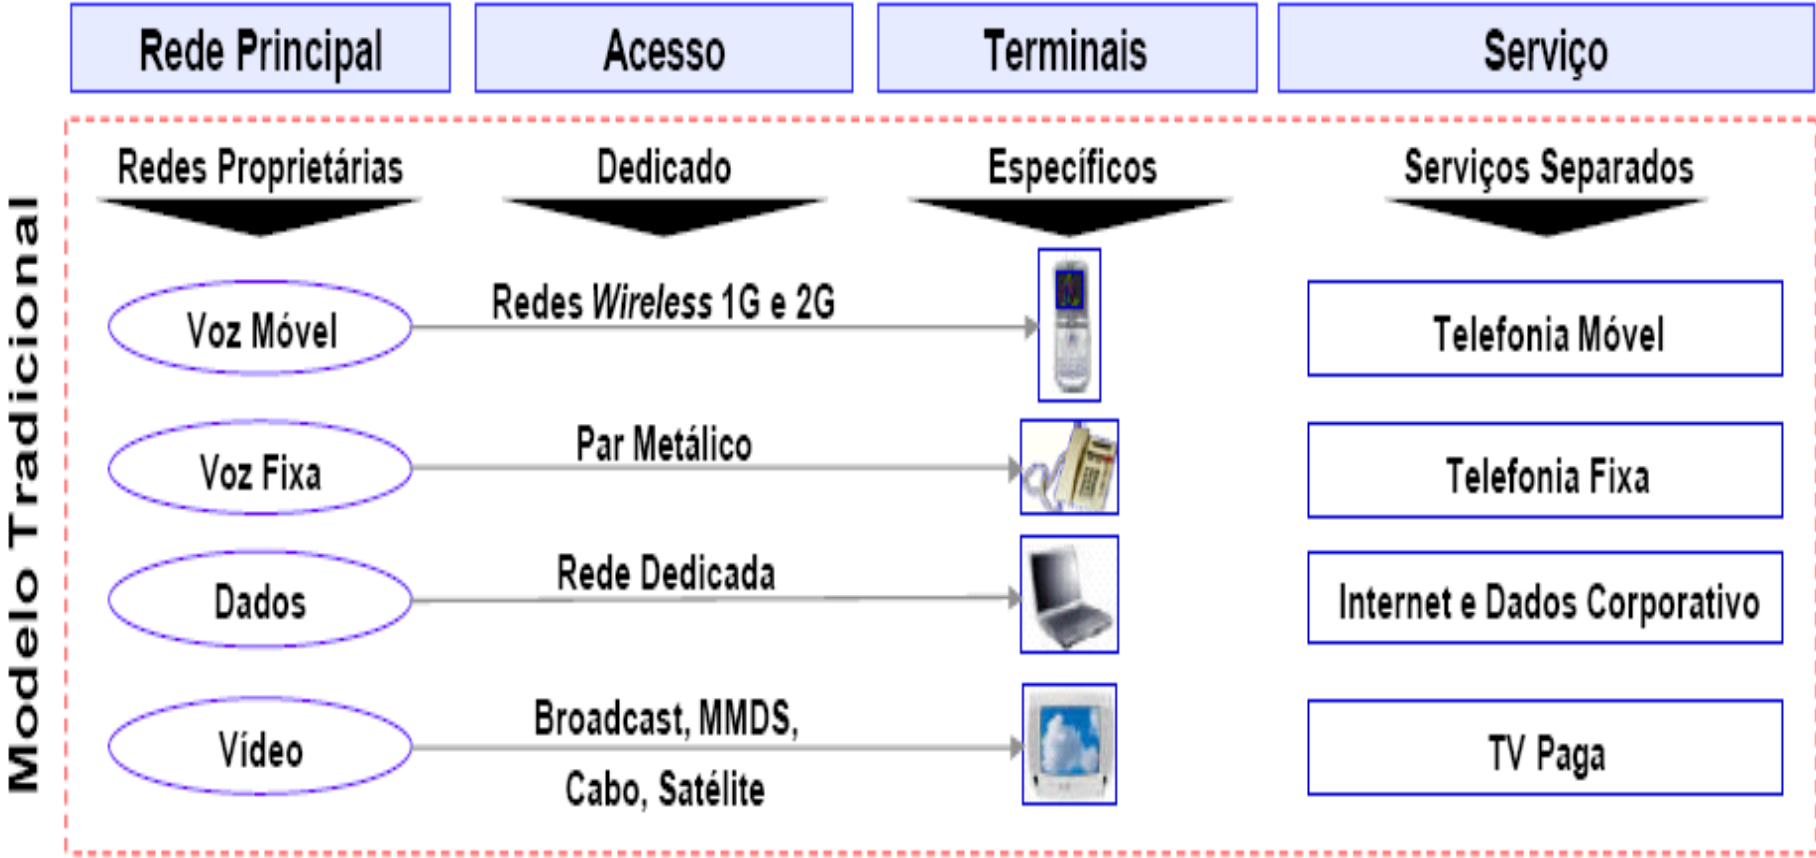 Rede Principal
Acesso
Terminais
Serviço
Modelo Tradicional
Redes Proprietárias
Dedicado
Específicos
Serviços Separados
Voz Móvel
Redes Wireless 1G e 2G
Telefonia Móvel
Voz Fixa
Par Metálico
Telefonia Fixa
Dados
Rede Dedicada
Internet e Dados Corporativo
Vídeo
Broadcast, MMDS,
Cabo, Satélite
TV Paga